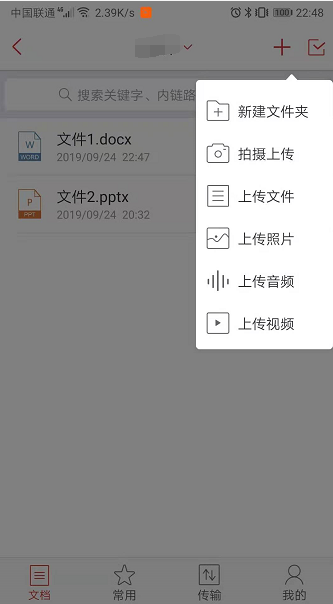 中国联通 4G 2.39K/s 100 22:48
搜索关键字、内链路
新建文件夹
文件1.docx
WORD 2019/09/24 22:47
拍摄上传
上传文件
文件2.pptx
PPT 2019/09/24 20:32
上传照片
上传音频
上传视频
文档 常用 传输 我的